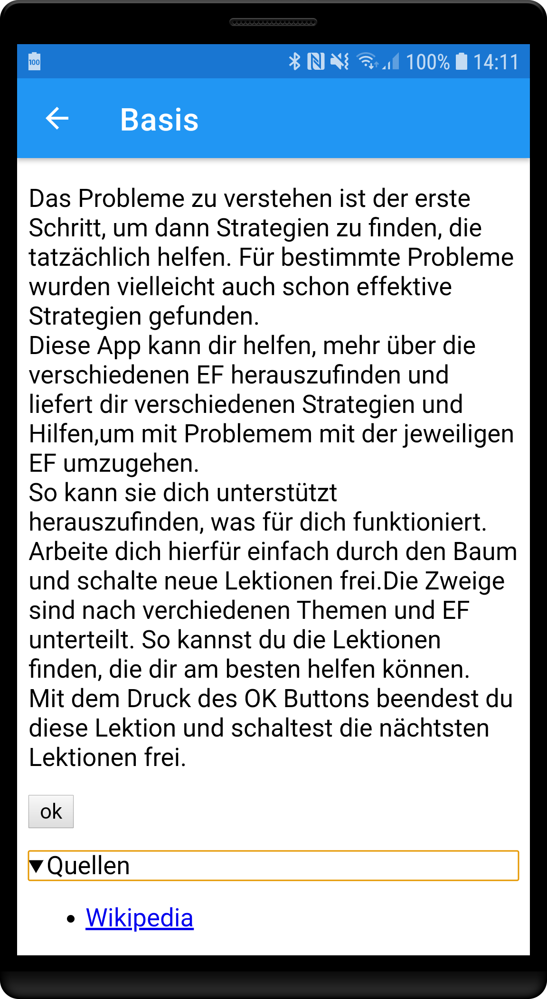 100
100% 14:11
Basis
Das Probleme zu verstehen ist der erste
Schritt, um dann Strategien zu finden, die
tatzächlich helfen. Für bestimmte Probleme
wurden vielleicht auch schon effektive
Strategien gefunden.
Diese App kann dir helfen, mehr über die
verschiedenen EF herauszufinden und
liefert dir verschiedenen Strategien und
Hilfen,um mit Problemem mit der jeweiligen
EF umzugehen.
So kann sie dich unterstützt
herauszufinden, was für dich funktioniert.
Arbeite dich hierfür einfach durch den Baum
und schalte neue Lektionen frei.Die Zweige
sind nach verchiedenen Themen und EF
unterteilt. So kannst du die Lektionen
finden, die dir am besten helfen können.
Mit dem Druck des OK Buttons beendest du
diese Lektion und schaltest die nächtsten
Lektionen frei.
ok
Quellen
Wikipedia